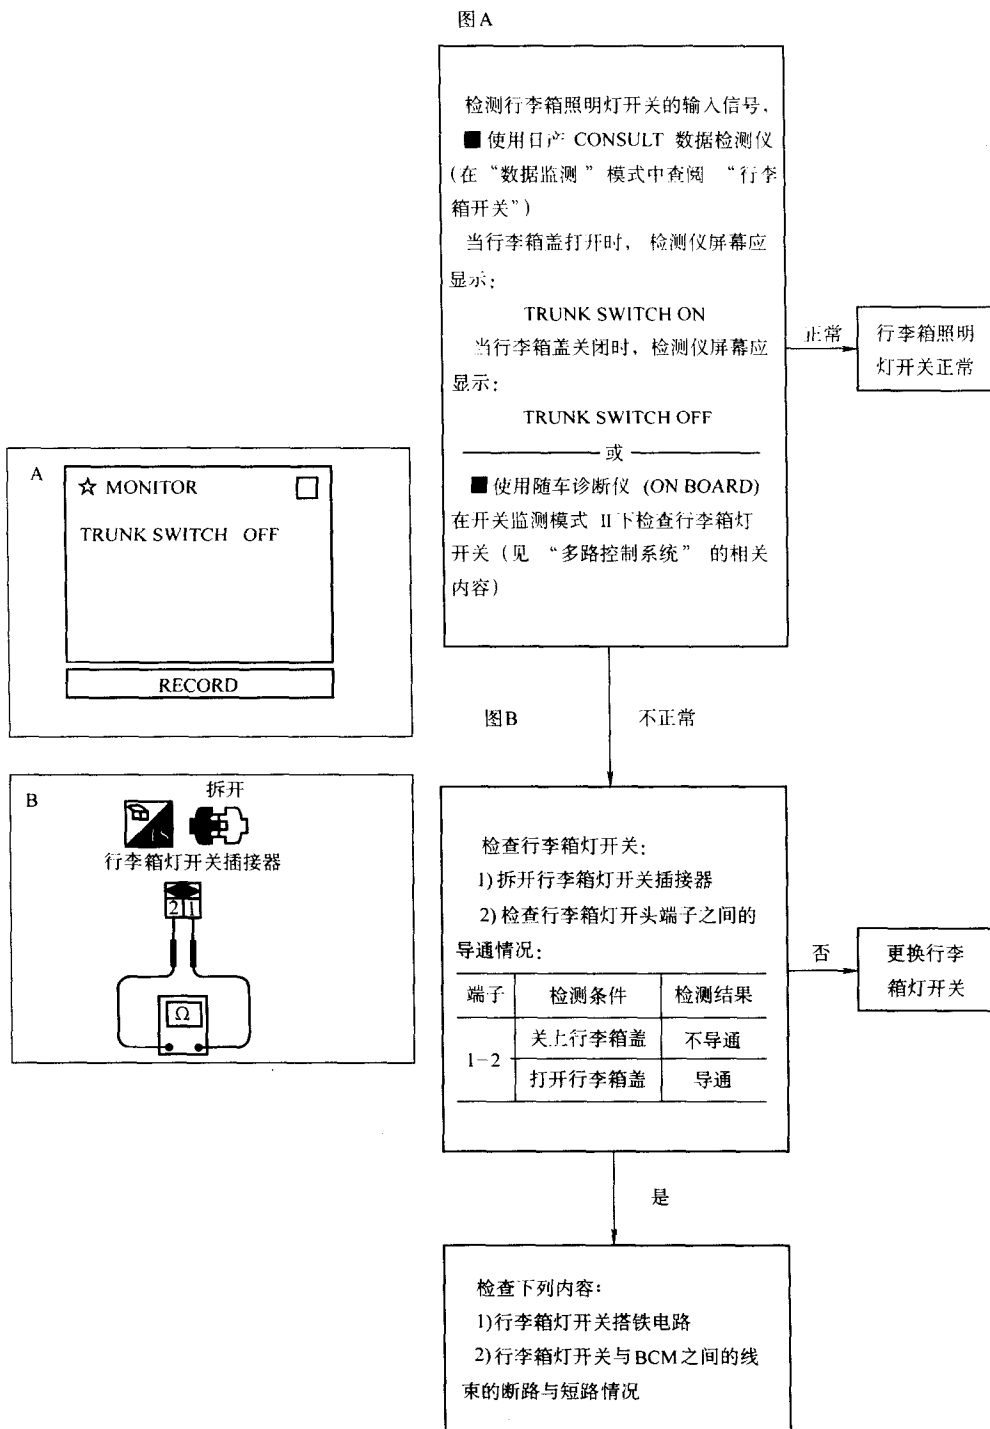 图A
检测行李箱照明灯开关的输入信号.
■使用日产 CONSULT 数据检测仪
(在“数据监测”模式中查阅 “行李
箱开关”)
当行李箱盖打开时, 检测仪屏幕应
显示:
TRUNK SWITCH ON
当行李箱盖关闭时, 检测仪屏幕应
显示:
TRUNK SWITCH OFF
或
■使用随车诊断仪 (ON BOARD)
在开关监测模式 II下检查行李箱灯
开关 (见 “多路控制系统” 的相关
内容)
正常
行李箱照明
灯开关正常
A
☆ MONITOR
TRUNK SWITCH OFF
RECORD
图B
不正常
B
拆开
T.S
行李箱灯开关插接器
2 1
Ω
检查行李箱灯开关:
1)拆开行李箱灯开关插接器
2)检查行李箱灯开头端子之间的
导通情况:
端子 检测条件 检测结果
1-2 关上行李箱盖 不导通
打开行李箱盖 导通
否
更换行李
箱灯开关
是
检查下列内容:
1)行李箱灯开关搭铁电路
2)行李箱灯开关与BCM之间的线
束的断路与短路情况